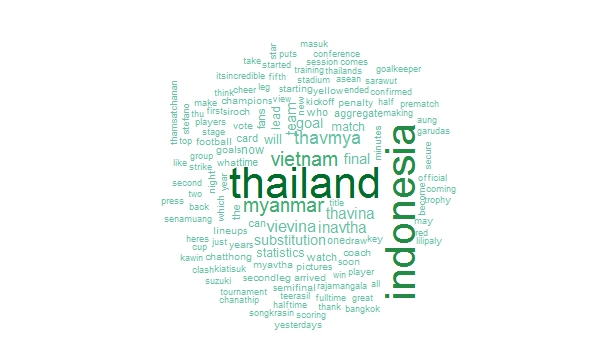 masuk
star puts conference
take started session comes
training thailands goalkeeper
itsincredible fifth stadium asean sarawut
think cheer leg starting yellow ended confirmed
thamsatchanan stefano make champions view new kickoff penalty half prematch
thu first siroch fans lead team who aggregate making aung
players vote goal match minutes garudas
stage thavmya
top football card will
goals now vietnam final secure
group
like whattime
strike thailand indonesia
second night year official
two coming
press which the myanmar title trophy
back thavina become
senamuang can vievina inavtha may
lineups red
heres just years substitution onedraw key lilipaly
cup chatthong statistics watch coach
kawin myavtha pictures soon
clash kiatisuk secondleg arrived win player
suzuki semifinal rajamangala all
tournament teerasil fulltime great
chanathip halftime thank bangkok
songkrasin scoring
yesterdays